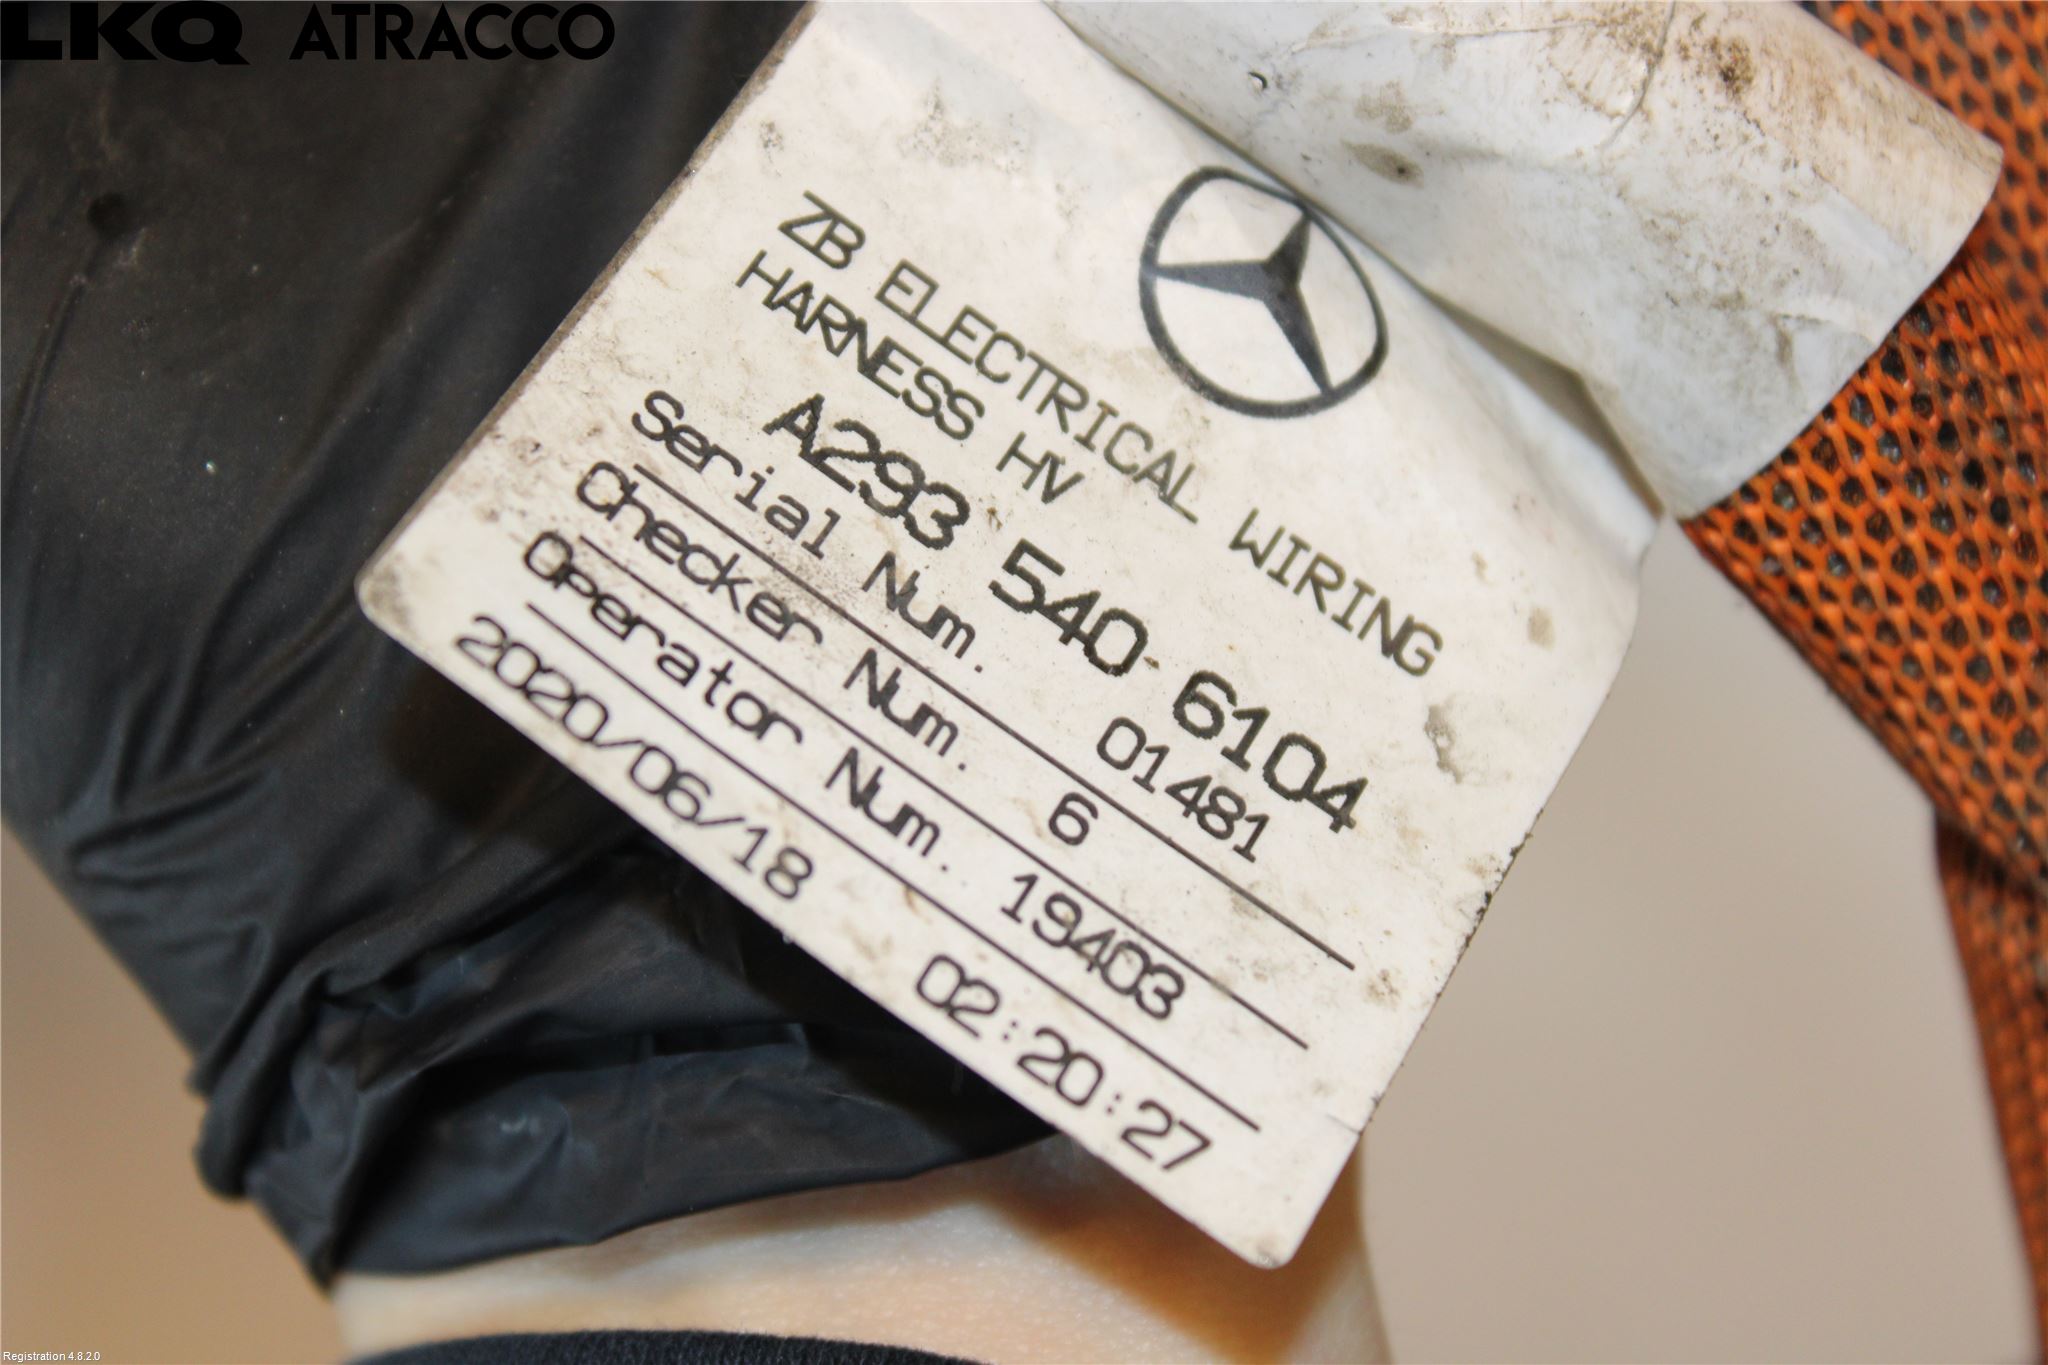 LKQ ATRACCO
ZB ELECTRICAL WIRING
HARNESS HV
A293 540 6104
Serial Num. 01481
Checker Num. 6
Operator Num. 19403
2020/06/18 02:20:27
Registration 4.8.2.0